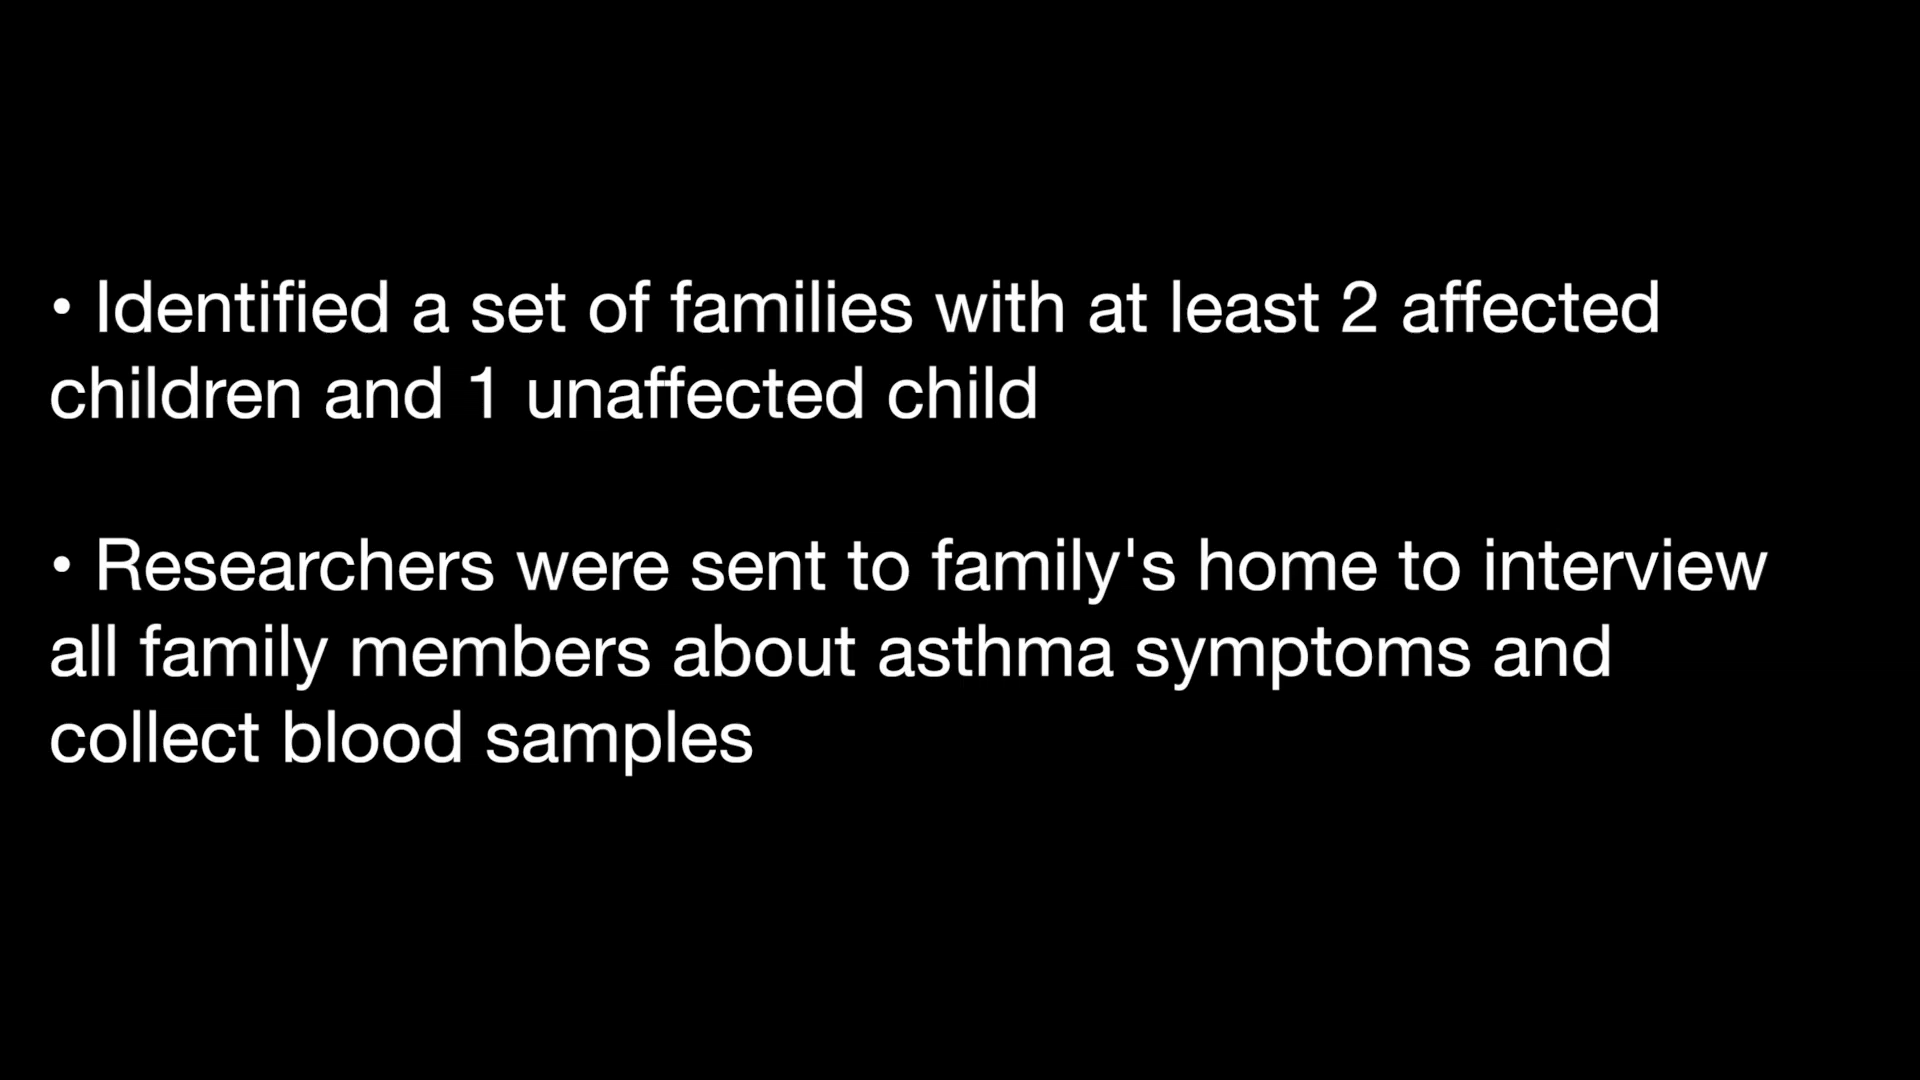 • Identified a set of families with at least 2 affected
children and 1 unaffected child
• Researchers were sent to family's home to interview
all family members about asthma symptoms and
collect blood samples